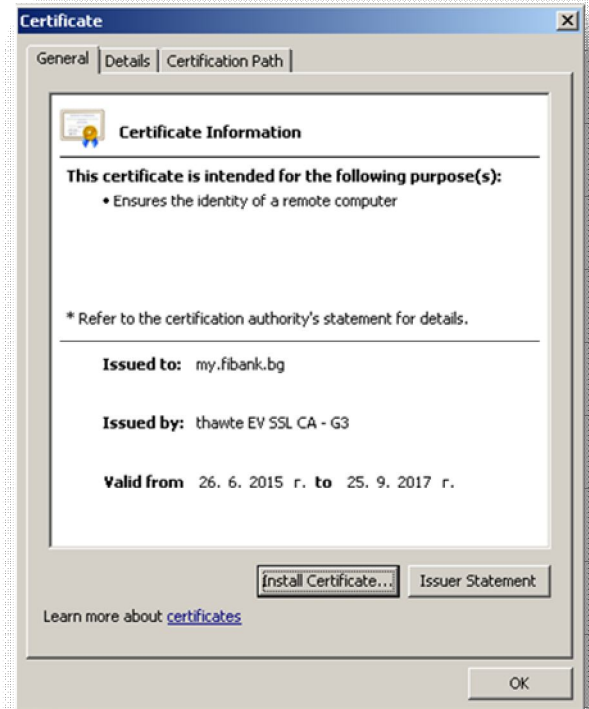 Certificate
General
Details
Certification Path
Certificate Information
This certificate is intended for the following purpose(s):
• Ensures the identity of a remote computer
* Refer to the certification authority's statement for details.
Issued to: my.fibank.bg
Issued by: thawte EV SSL CA - G3
Valid from 26. 6. 2015 г. to 25. 9. 2017 г.
Install Certificate...
Issuer Statement
Learn more about certificates
OK